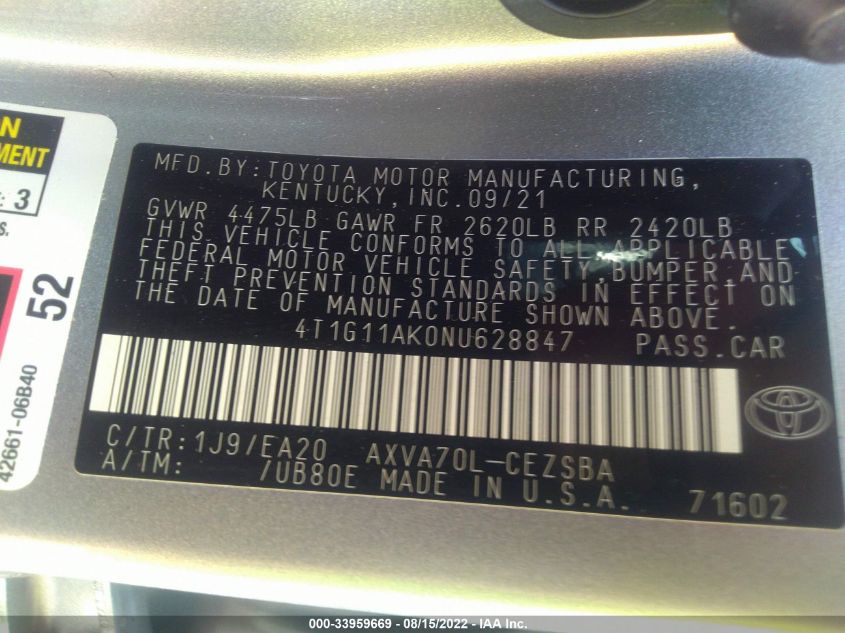 N
MENT
: 3
s.
52
42661-06B40
MFD.BY:TOYOTA MOTOR MANUFACTURING,
KENTUCKY, INC.09/21
GVWR 4475LB GAWR FR 2620LB RR 2420LB
THIS VEHICLE CONFORMS TO ALL APPLICABLE
FEDERAL MOTOR VEHICLE SAFETY,BUMPER,AND
THEFT PREVENTION STANDARDS IN EFFECT ON
THE DATE OF MANUFACTURE SHOWN ABOVE.
4T1G11AK0NU628847 PASS.CAR
C/TR:1J9/EA20 AXVA70L-CEZSBA
A/TM: /UB80E MADE IN U.S.A. 71602
000-33959669 - 08/15/2022 - IAA Inc.